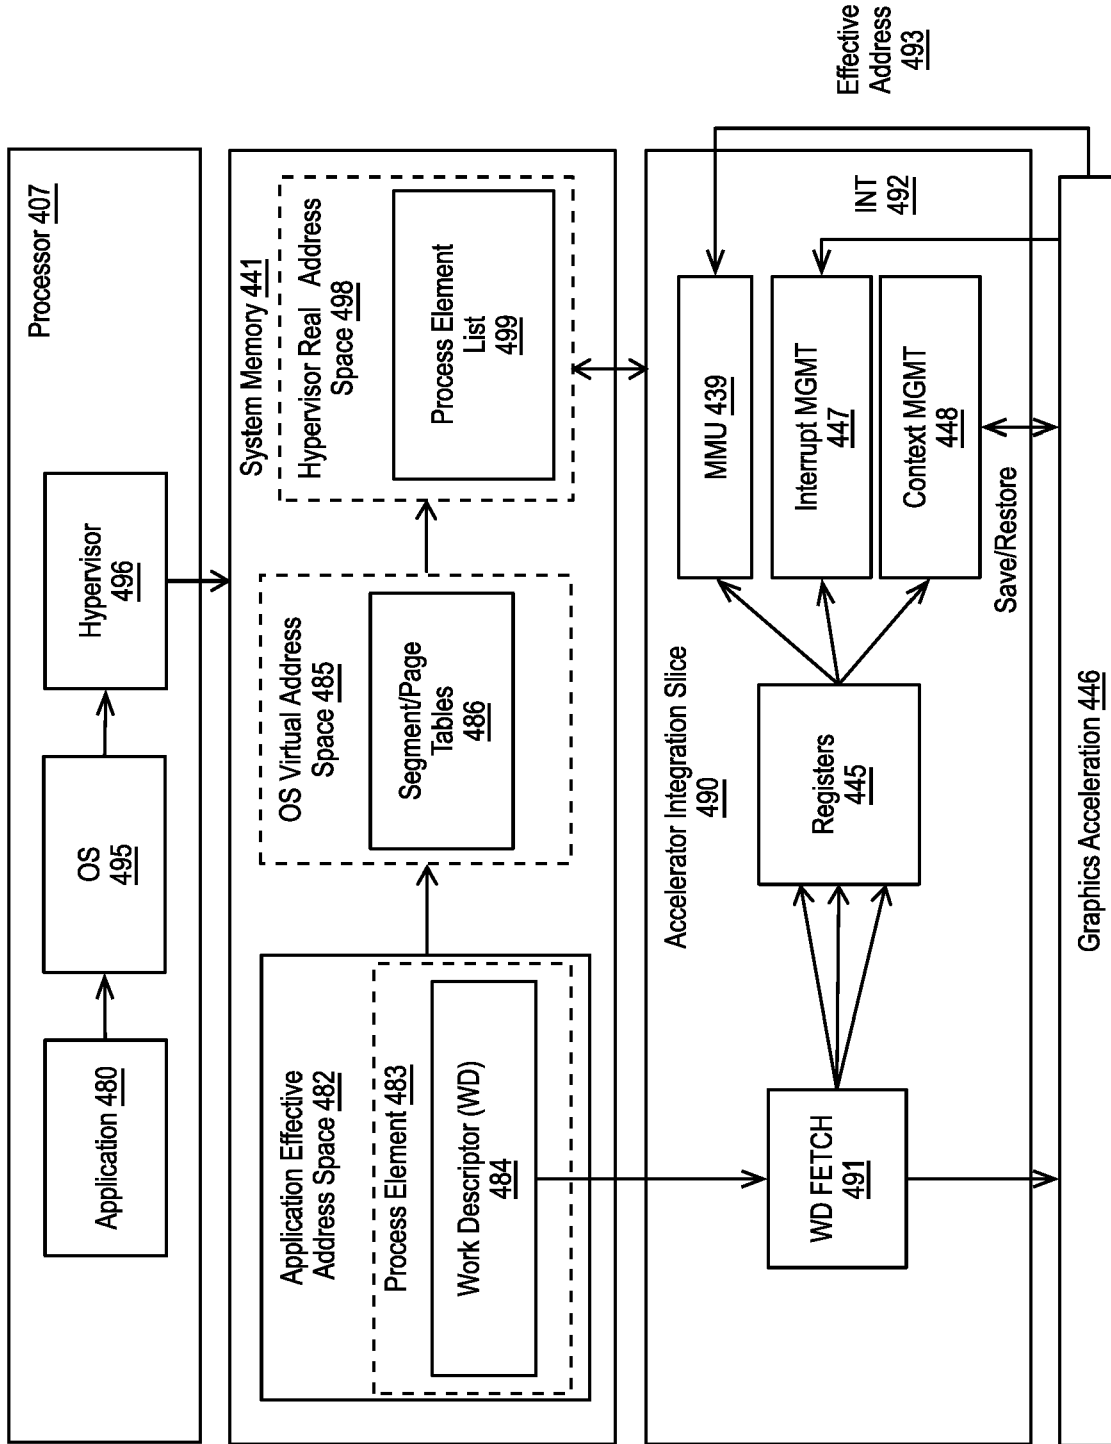 Processor 407
Application 480
OS
495
Hypervisor
496
System Memory 441
Application Effective
Address Space 482
Process Element 483
Work Descriptor (WD)
484
OS Virtual Address
Space 485
Segment/Page
Tables
486
Hypervisor Real Address
Space 498
Process Element
List
499
Accelerator Integration Slice
490
WD FETCH
491
Registers
445
MMU 439
Interrupt MGMT
447
Context MGMT
448
Save/Restore
INT
492
Effective
Address
493
Graphics Acceleration 446